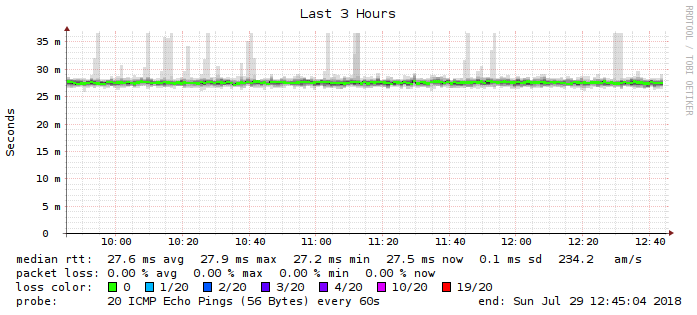 Last 3 Hours
RRDTOOL / TOBI OETIKER
Seconds
35 m
30 m
25 m
20 m
15 m
10 m
5 m
0
10:00 10:20 10:40 11:00 11:20 11:40 12:00 12:20 12:40
median rtt: 27.6 ms avg 27.9 ms max 27.2 ms min 27.5 ms now 0.1 ms sd 234.2 am/s
packet loss: 0.00 % avg 0.00 % max 0.00 % min 0.00 % now
loss color: 0 1/20 2/20 3/20 4/20 10/20 19/20
probe: 20 ICMP Echo Pings (56 Bytes) every 60s end: Sun Jul 29 12:45:04 2018